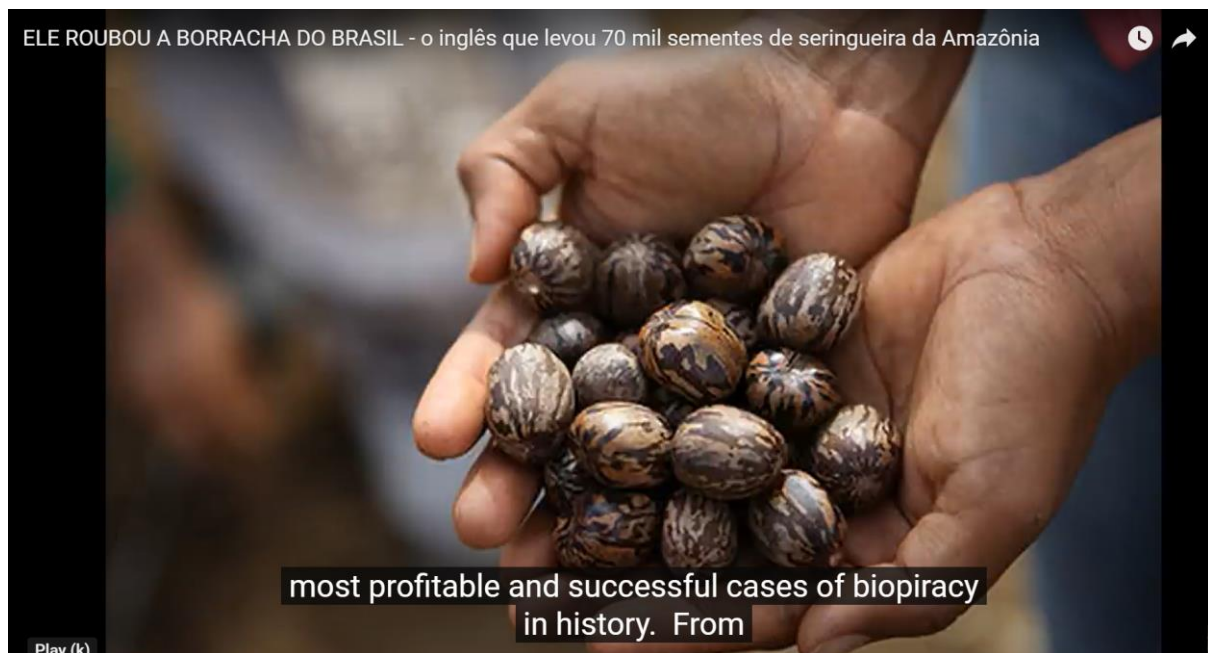 ELE ROUBOU A BORRACHA DO BRASIL - o inglês que levou 70 mil sementes de seringueira da Amazônia
most profitable and successful cases of biopiracy
in history. From
Play (k)